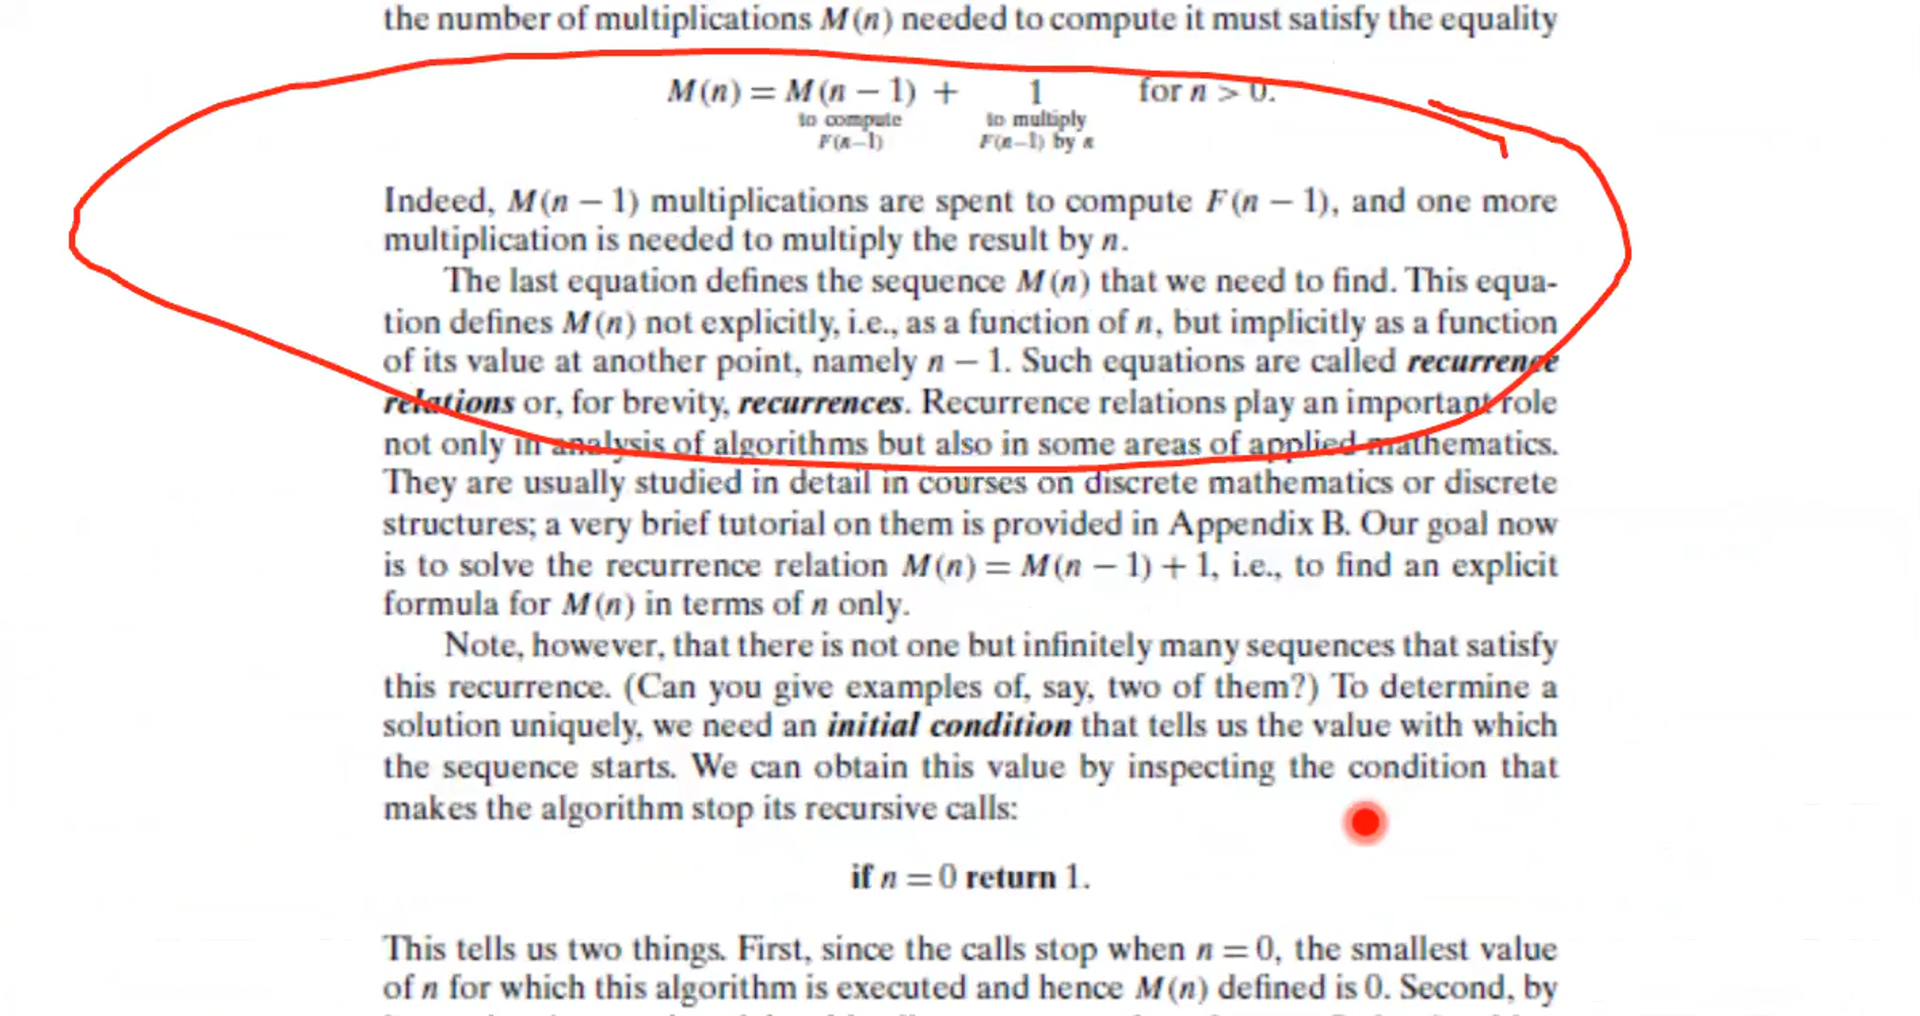 the number of multiplications M(n) needed to compute it must satisfy the equality
M(n) = M(n − 1) + 1 for n > 0.
to compute to multiply
F(n−1) F(n−1) by n
Indeed, M(n − 1) multiplications are spent to compute F(n − 1), and one more
multiplication is needed to multiply the result by n.
The last equation defines the sequence M(n) that we need to find. This equa-
tion defines M(n) not explicitly, i.e., as a function of n, but implicitly as a function
of its value at another point, namely n − 1. Such equations are called recurrence
relations or, for brevity, recurrences. Recurrence relations play an important role
not only in analysis of algorithms but also in some areas of applied mathematics.
They are usually studied in detail in courses on discrete mathematics or discrete
structures; a very brief tutorial on them is provided in Appendix B. Our goal now
is to solve the recurrence relation M(n) = M(n − 1) + 1, i.e., to find an explicit
formula for M(n) in terms of n only.
Note, however, that there is not one but infinitely many sequences that satisfy
this recurrence. (Can you give examples of, say, two of them?) To determine a
solution uniquely, we need an initial condition that tells us the value with which
the sequence starts. We can obtain this value by inspecting the condition that
makes the algorithm stop its recursive calls:
if n = 0 return 1.
This tells us two things. First, since the calls stop when n = 0, the smallest value
of n for which this algorithm is executed and hence M(n) defined is 0. Second, by